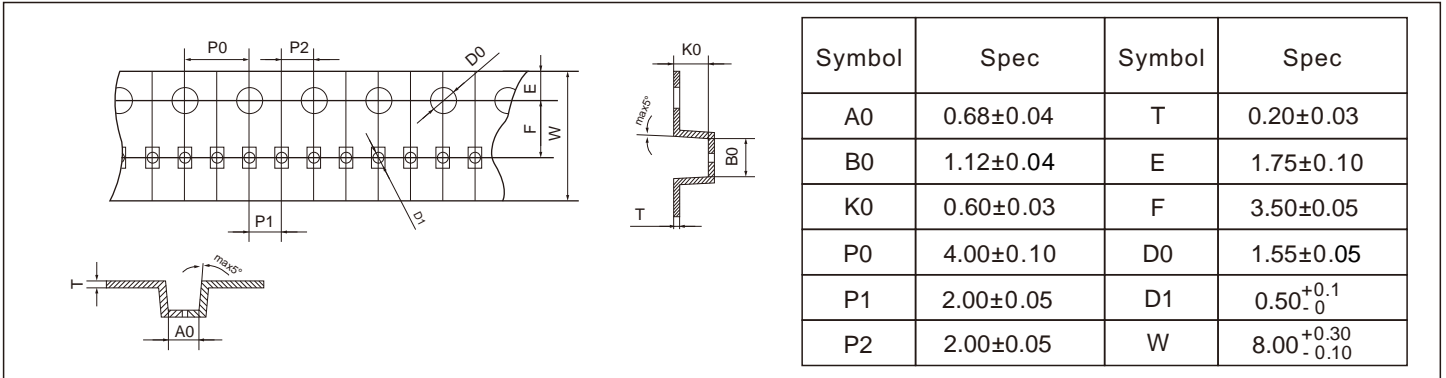 P0 P2 D0
E
F
W
P1
D1
T
max5°
A0
K0
max5°
B0
T
Symbol Spec Symbol Spec
A0 0.68±0.04 T 0.20±0.03
B0 1.12±0.04 E 1.75±0.10
K0 0.60±0.03 F 3.50±0.05
P0 4.00±0.10 D0 1.55±0.05
P1 2.00±0.05 D1 0.50 +0.1 - 0
P2 2.00±0.05 W 8.00 +0.30 - 0.10